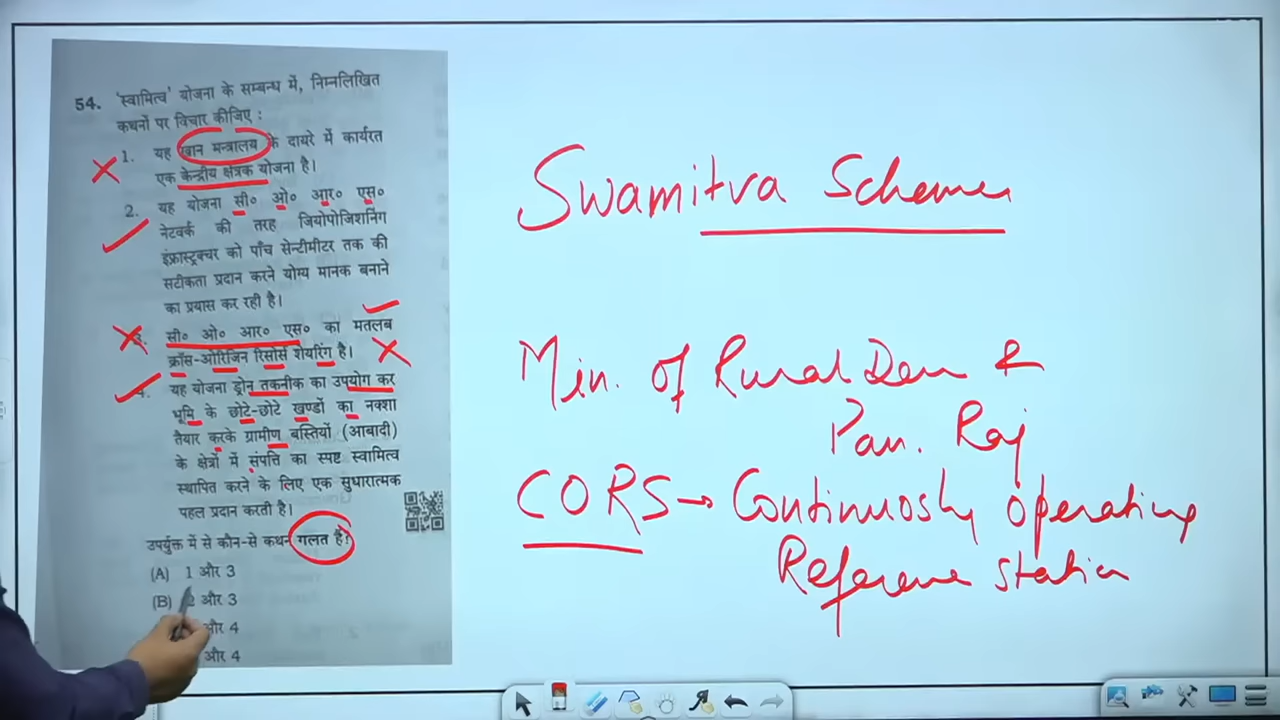 54. 'स्वामित्व' योजना के सम्बन्ध में, निम्नलिखित
कथनों पर विचार कीजिए :
1. यह खान मन्त्रालय के दायरे में कार्यरत
एक केन्द्रीय क्षेत्रक योजना है।
2. यह योजना सी० ओ० आर० एस०
नेटवर्क की तरह जियोपोजिशनिंग
इंफ्रास्ट्रक्चर को पाँच सेन्टीमीटर तक की
सटीकता प्रदान करने योग्य मानक बनाने
का प्रयास कर रही है।
सी० ओ० आर० एस० का मतलब
क्रॉस-ओरिजिन रिसोर्स शेयरिंग है।
यह योजना ड्रोन तकनीक का उपयोग कर
भूमि के छोटे-छोटे खण्डों का नक्शा
तैयार करके ग्रामीण बस्तियों (आबादी)
के क्षेत्रों में संपत्ति का स्पष्ट स्वामित्व
स्थापित करने के लिए एक सुधारात्मक
पहल प्रदान करती है।
उपर्युक्त में से कौन-से कथन गलत हैं?
(A) 1 और 3
(B) 2 और 3
और 4
और 4
Swamitva Scheme
Min. of Rural Dev &
Pan. Raj
CORS → Continuosly operating
Reference station